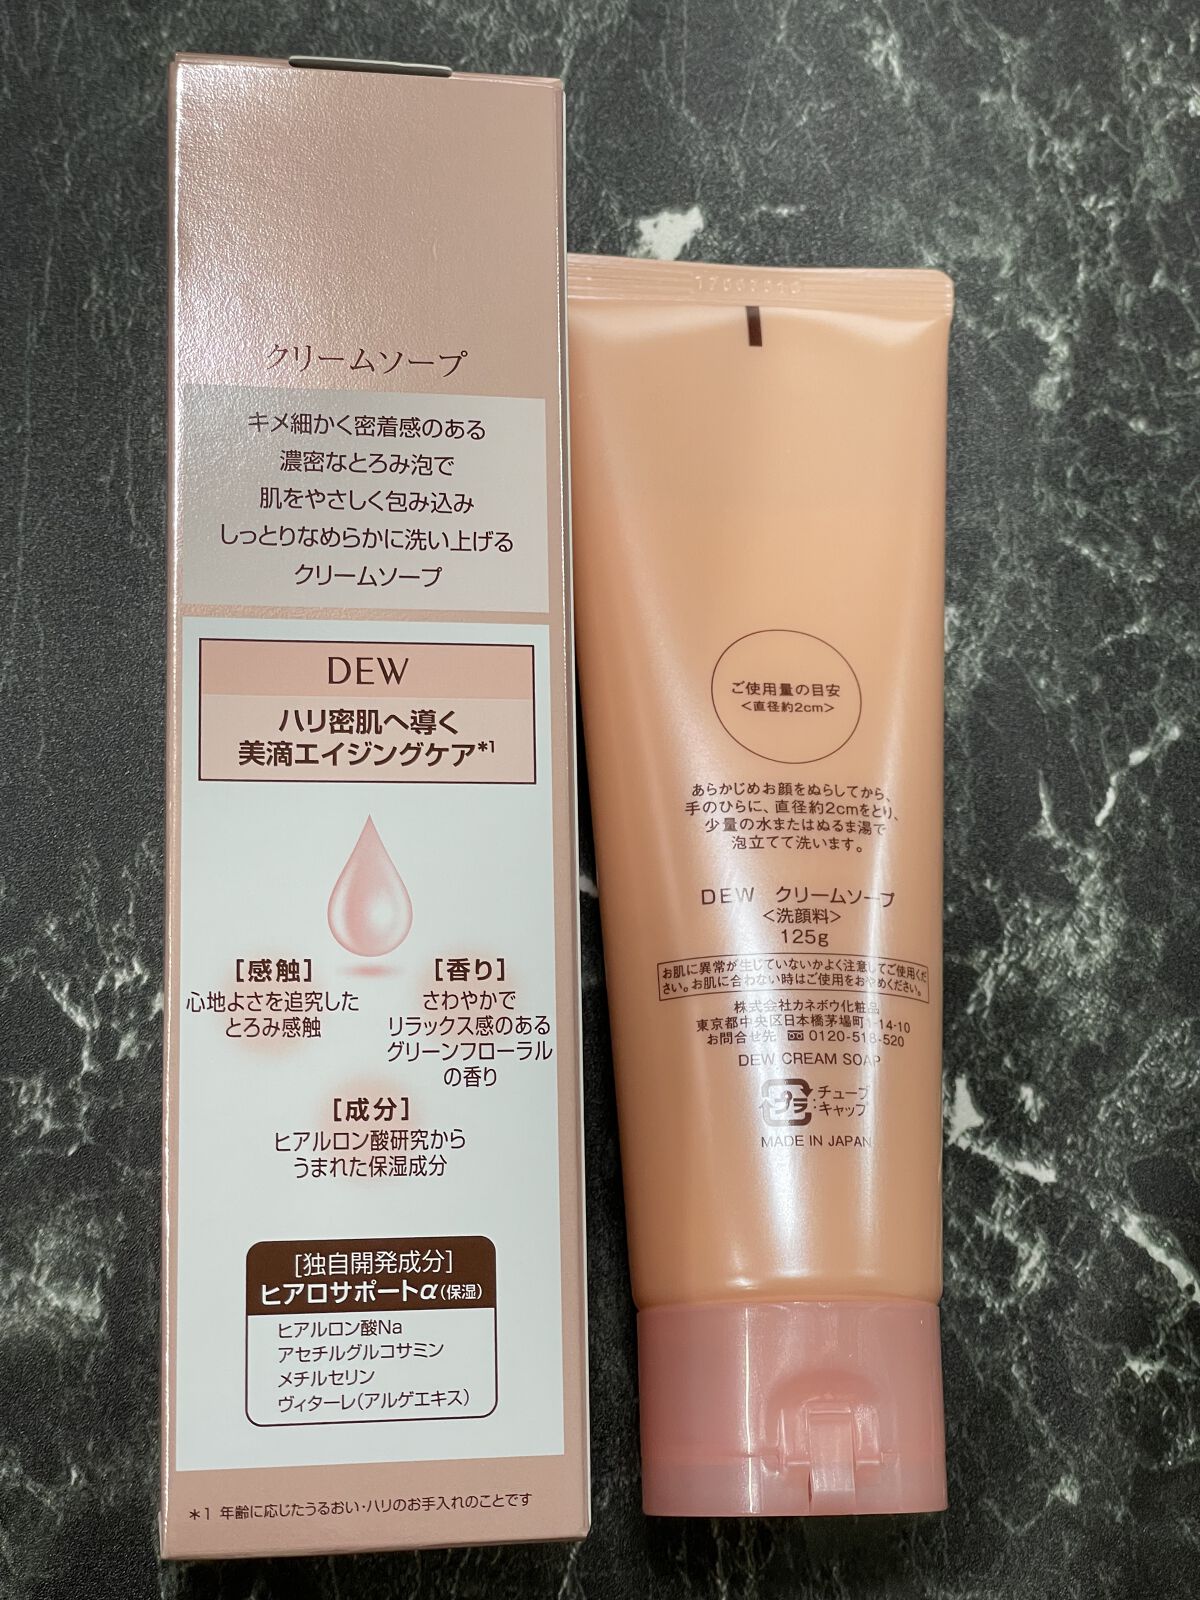 クリームソープ
キメ細かく密着感のある
濃密なとろみ泡で
肌をやさしく包み込み
しっとりなめらかに洗い上げる
クリームソープ
DEW
ハリ密肌へ導く
美滴エイジングケア*1
[感触]
心地よさを追究した
とろみ感触
[香り]
さわやかで
リラックス感のある
グリーンフローラル
の香り
[成分]
ヒアルロン酸研究から
うまれた保湿成分
[独自開発成分]
ヒアロサポートα(保湿)
ヒアルロン酸Na
アセチルグルコサミン
メチルセリン
ヴィターレ(アルゲエキス)
*1 年齢に応じたうるおい・ハリのお手入れのことです
ご使用量の目安
<直径約2cm>
あらかじめお顔をぬらしてから、
手のひらに、直径約2cmをとり、
少量の水またはぬるま湯で
泡立てて洗います。
DEW クリームソープ
<洗顔料>
125g
お肌に異常が生じていないかよく注意してご使用くだ
さい。お肌に合わない時はご使用をおやめください。
株式会社カネボウ化粧品
東京都中央区日本橋茅場町1-14-10
お問合せ先 0120-518-520
DEW CREAM SOAP
プラ チューブ
キャップ
MADE IN JAPAN